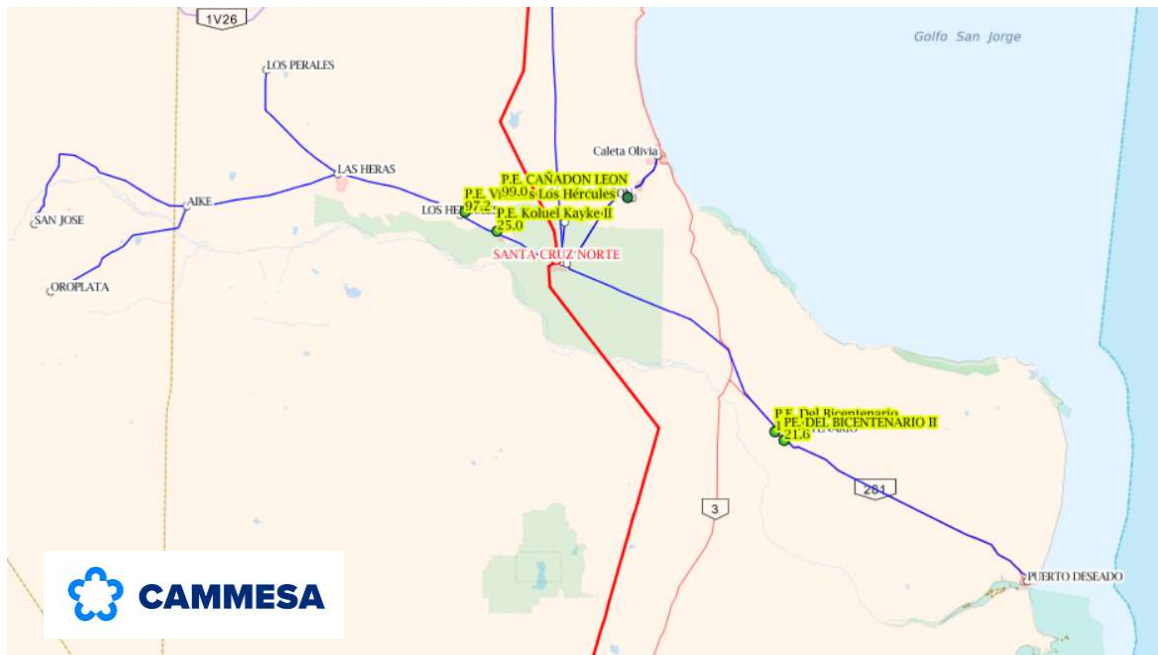 1V26
Golfo San Jorge
LOS PERALES
Caleta Olivia
LAS HERAS
P.E. CAÑADON LEON
99.0
Los Hércules
97.2
AIKE
P.E. Koluel Kayke II
25.0
SAN JOSE
SANTA CRUZ NORTE
OROPLATA
P.E. Del Bicentenario
PE. DEL BICENTENARIO II
21.6
281
3
PUERTO DESEADO
CAMMESA